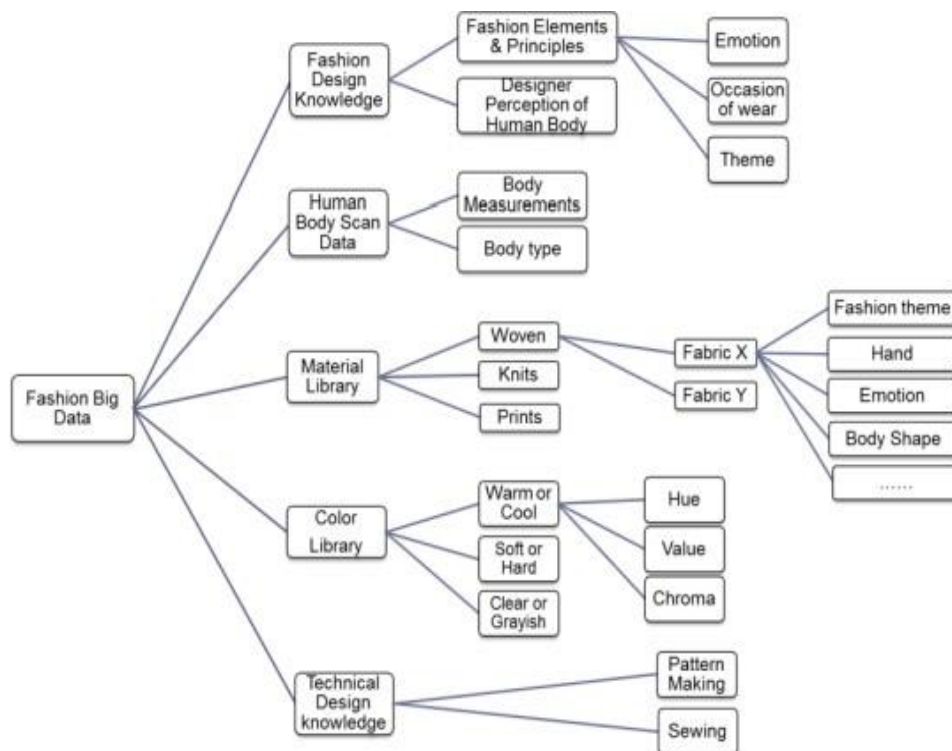 Fashion Elements
& Principles
Emotion
Fashion
Design
Knowledge
Designer
Perception of
Human Body
Occasion
of wear
Theme
Human
Body Scan
Data
Body
Measurements
Body type
Fashion theme
Woven
Fabric X
Hand
Material
Library
Knits
Fashion Big
Data
Fabric Y
Emotion
Prints
Body Shape
......
Warm or
Cool
Hue
Color
Library
Soft or
Hard
Value
Clear or
Grayish
Chroma
Technical
Design
knowledge
Pattern
Making
Sewing